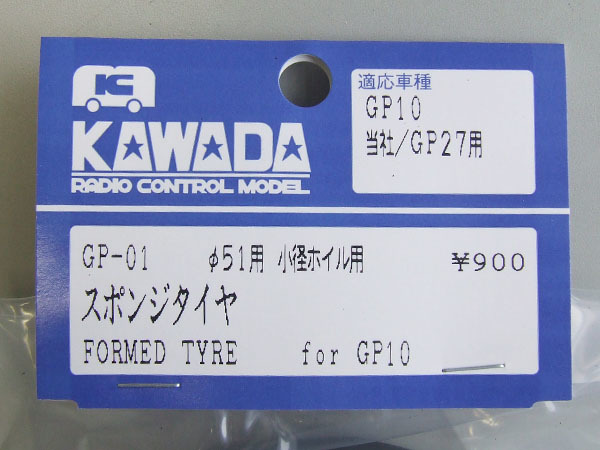 KAWADA
RADIO CONTROL MODEL
適応車種
GP10
当社/GP27用
GP-01 φ51用 小径ホイル用 ¥900
スポンジタイヤ
FORMED TYRE for GP10